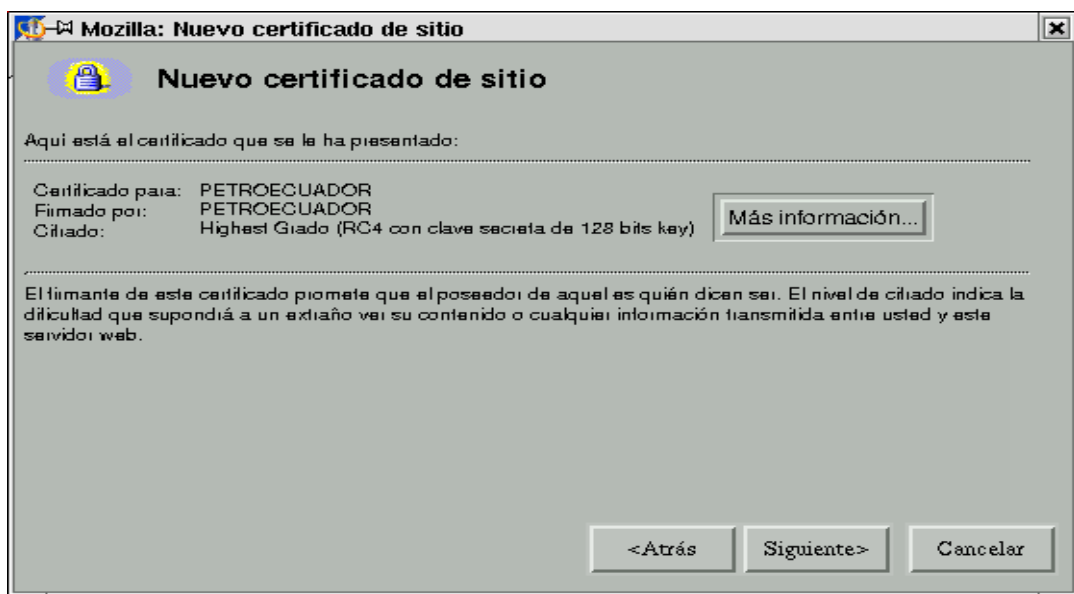 Mozilla: Nuevo certificado de sitio
Nuevo certificado de sitio
Aquí está el certificado que se le ha presentado:
Certificado para: PETROECUADOR
Firmado por: PETROECUADOR
Cifrado: Highest Grado (RC4 con clave secreta de 128 bits key)
Más información...
El firmante de este certificado promete que el poseedor de aquel es quién dicen ser. El nivel de cifrado indica la
dificultad que supondrá a un extraño ver su contenido o cualquier información transmitida entre usted y este
servidor web.
<Atrás Siguiente> Cancelar